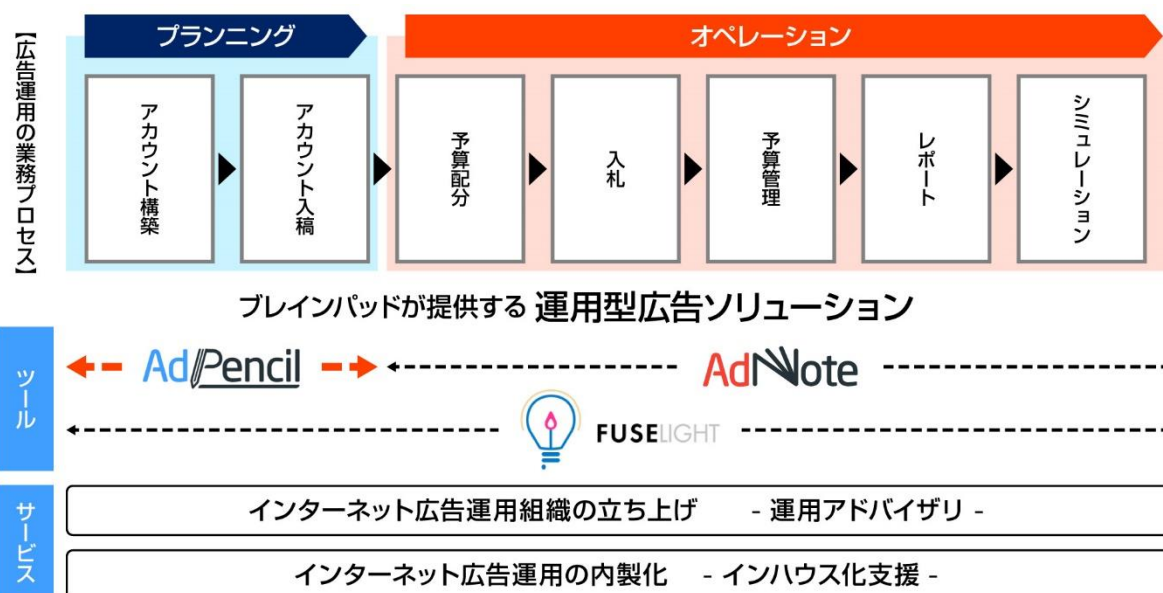 【広告運用の業務プロセス】
プランニング
オペレーション
アカウント構築
アカウント入稿
予算配分
入札
予算管理
レポート
シミュレーション
ブレインパッドが提供する 運用型広告ソリューション
ツール
AdPencil
AdNote
FUSELIGHT
サービス
インターネット広告運用組織の立ち上げ - 運用アドバイザリ -
インターネット広告運用の内製化 - インハウス化支援 -